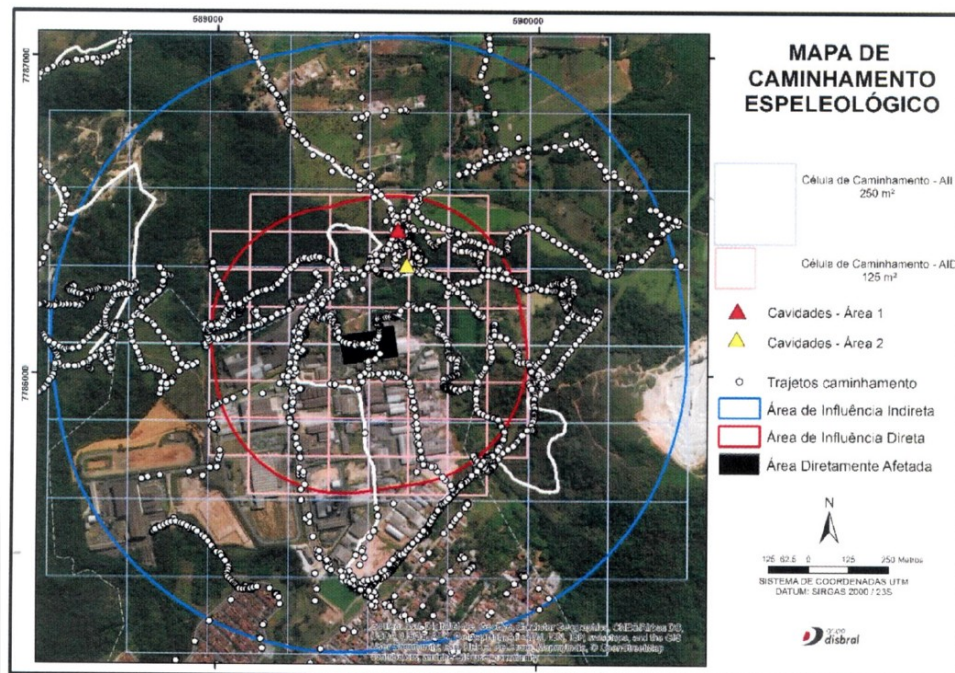 589000
590000
7787000
7786000
MAPA DE
CAMINHAMENTO
ESPELEOLÓGICO
Célula de Caminhamento - AII
250 m²
Célula de Caminhamento - AID
125 m²
Cavidades - Área 1
Cavidades - Área 2
Trajetos caminhamento
Área de Influência Indireta
Área de Influência Direta
Área Diretamente Afetada
N
125 62.5 0 125 250 Metros
SISTEMA DE COORDENADAS UTM
DATUM: SIRGAS 2000 / 23S
grupo
disbral